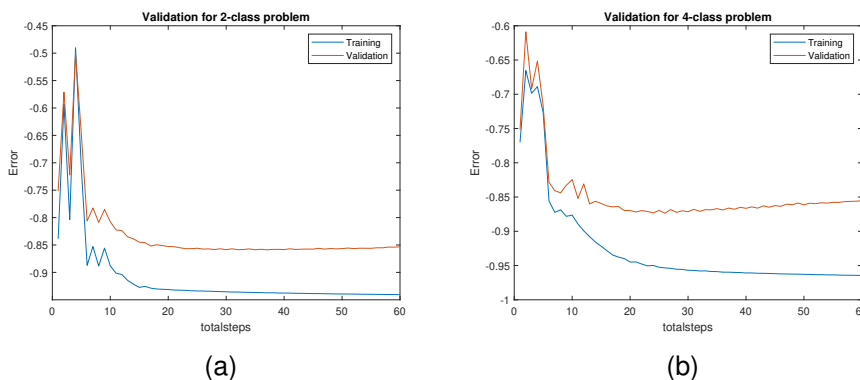 Validation for 2-class problem
-0.45
-0.5
-0.55
-0.6
-0.65
-0.7
-0.75
-0.8
-0.85
-0.9
Error
0 10 20 30 40 50 60
totalsteps
Training
Validation
(a)
Validation for 4-class problem
-0.6
-0.65
-0.7
-0.75
-0.8
-0.85
-0.9
-0.95
-1
Error
0 10 20 30 40 50 60
totalsteps
Training
Validation
(b)